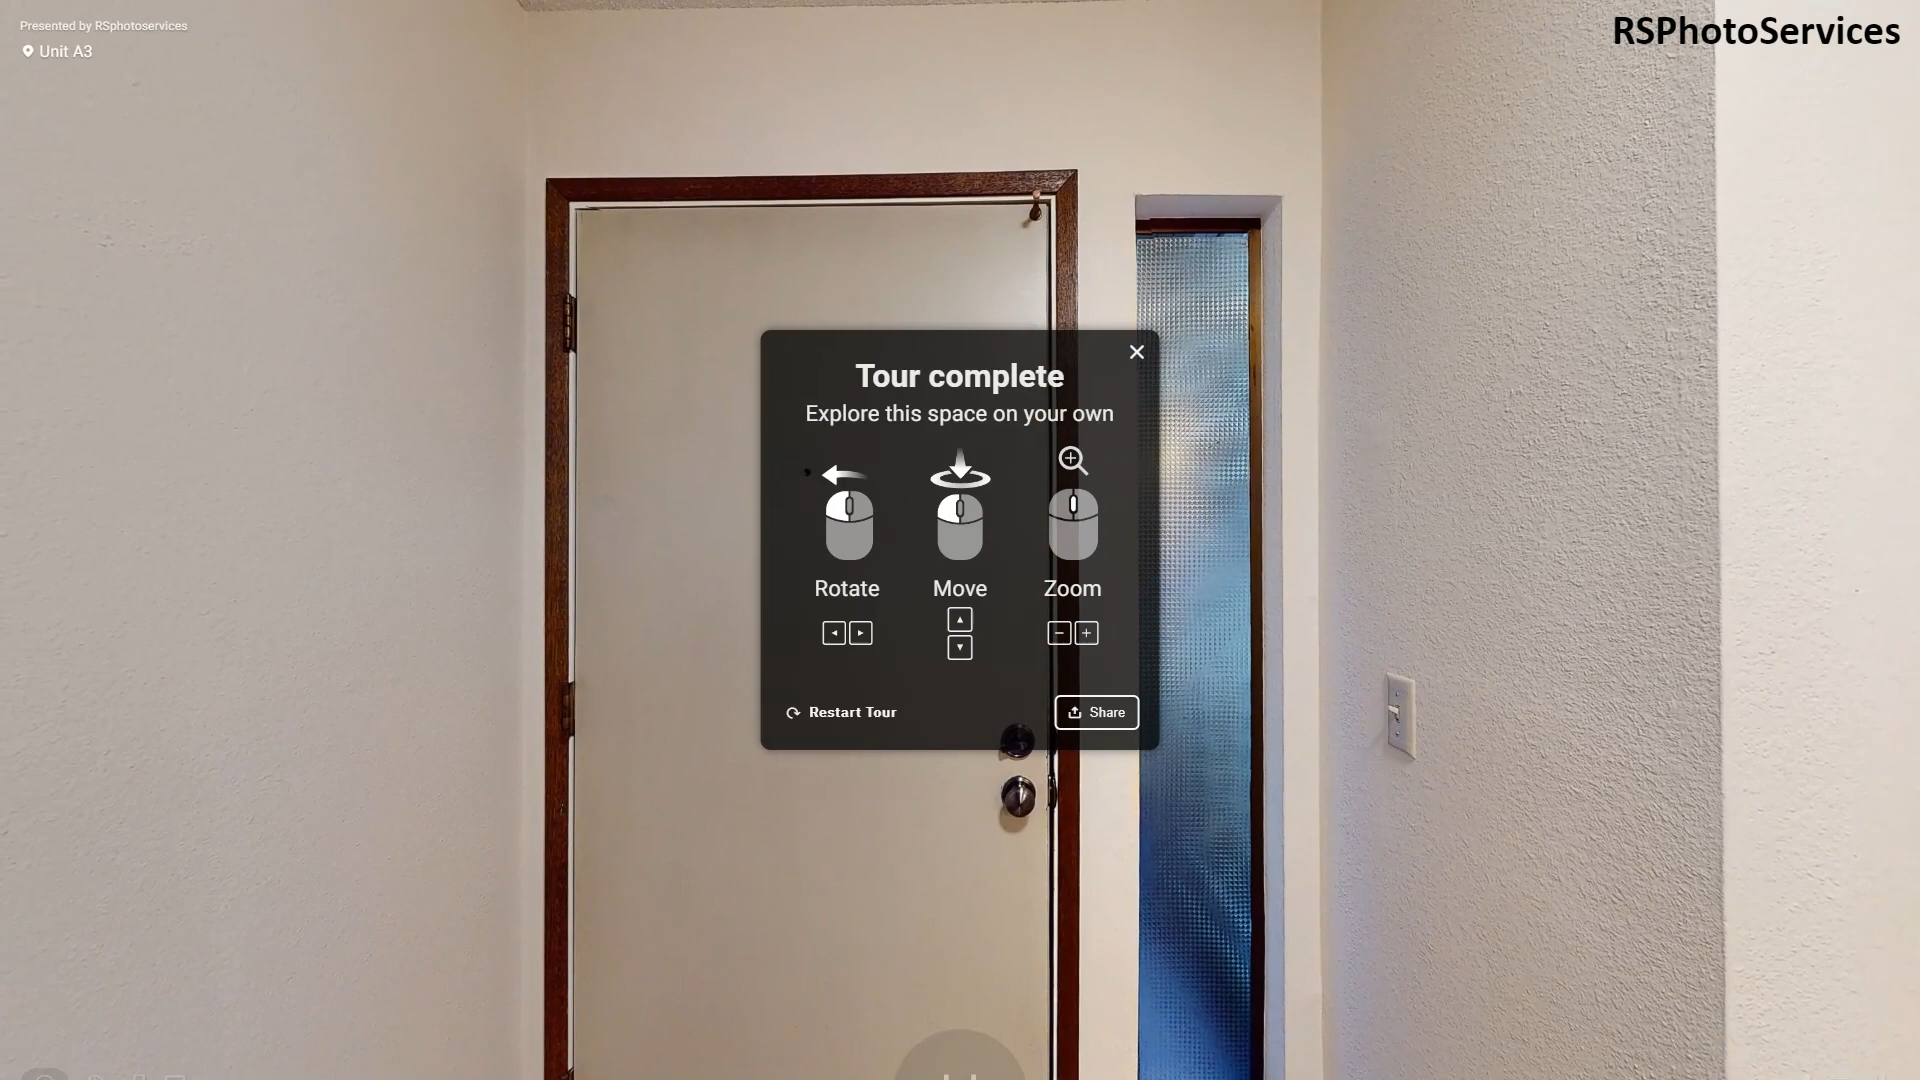 Presented by RSphotoservices
Unit A3
RSPhotoServices
Tour complete
Explore this space on your own
Rotate
Move
Zoom
Restart Tour
Share